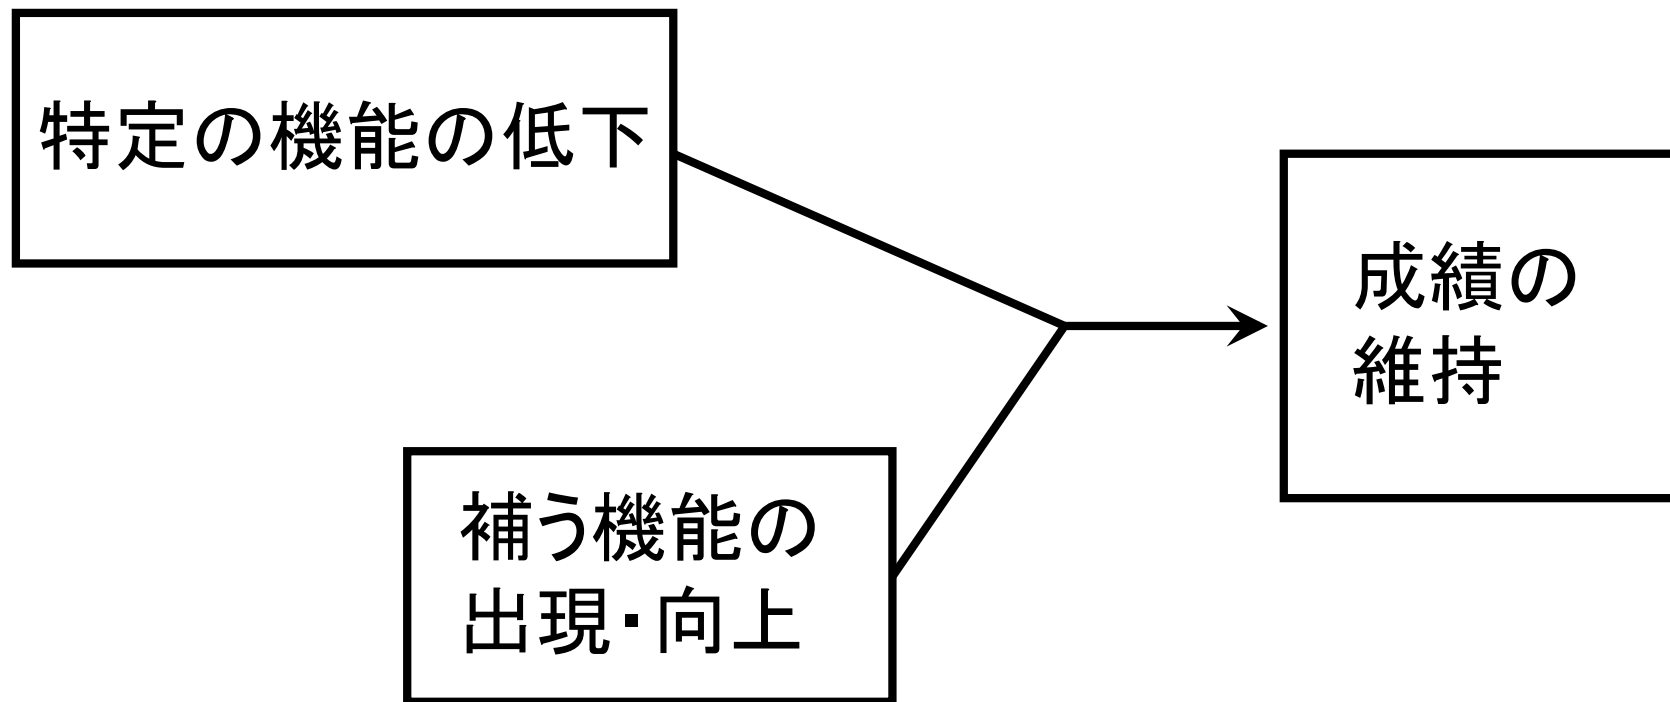 特定の機能の低下
補う機能の
出現・向上
成績の
維持